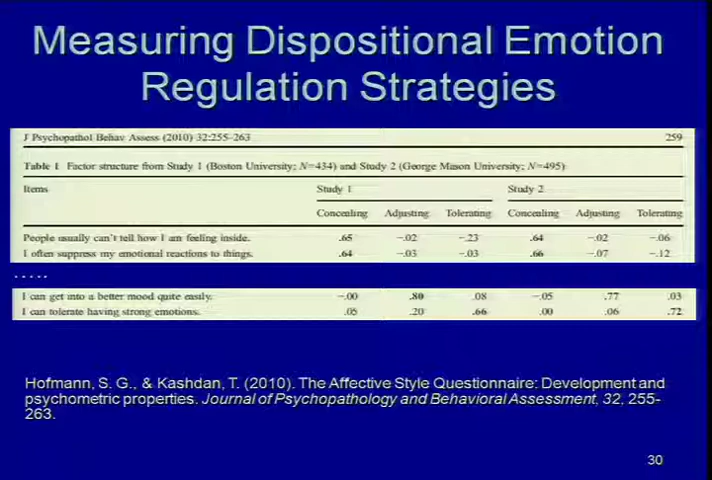 Measuring Dispositional Emotion
Regulation Strategies
J Psychopathol Behav Assess (2010) 32:255–263 259
Table 1 Factor structure from Study 1 (Boston University; N=434) and Study 2 (George Mason University; N=495)
Items Study 1 Study 2
Concealing Adjusting Tolerating Concealing Adjusting Tolerating
People usually can't tell how I am feeling inside. .65 −.02 −.23 .64 −.02 −.06
I often suppress my emotional reactions to things. .64 −.03 −.03 .66 −.07 −.12
.....
I can get into a better mood quite easily. −.00 .80 .08 −.05 .77 .03
I can tolerate having strong emotions. .05 .20 .66 .00 .06 .72
Hofmann, S. G., & Kashdan, T. (2010). The Affective Style Questionnaire: Development and
psychometric properties. Journal of Psychopathology and Behavioral Assessment, 32, 255-
263.
30